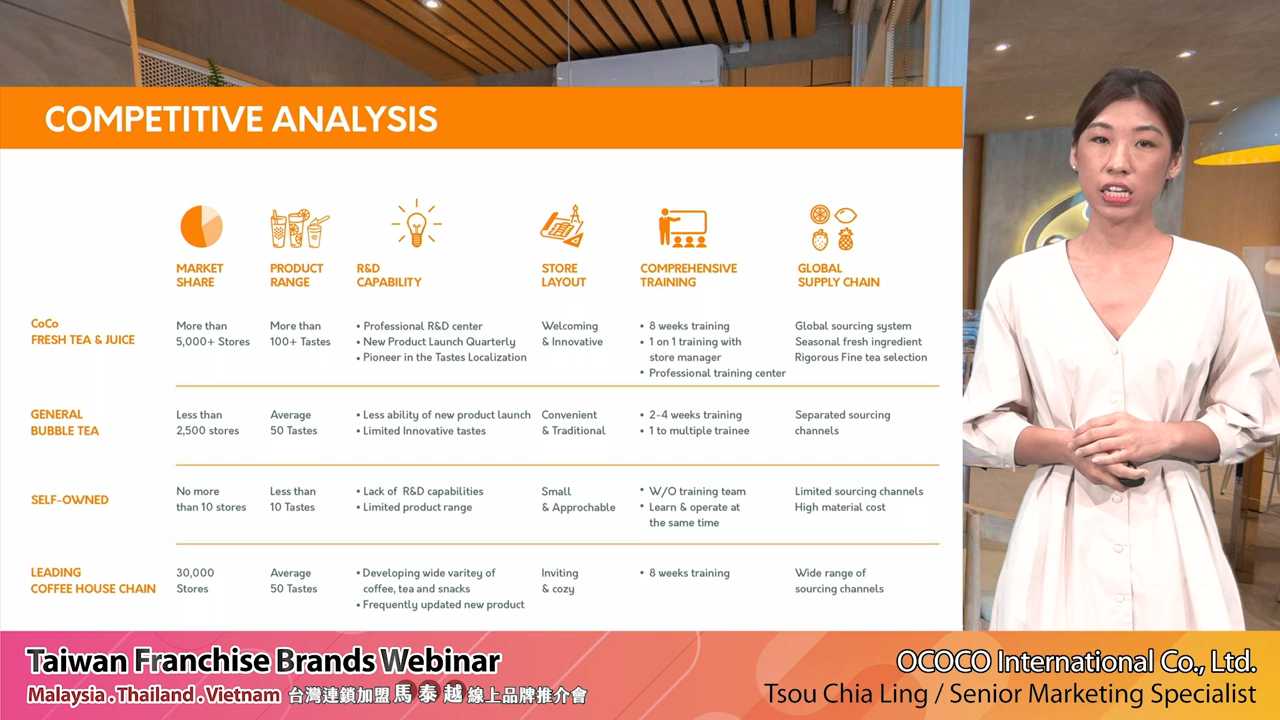 COMPETITIVE ANALYSIS
MARKET
SHARE
PRODUCT
RANGE
R&D
CAPABILITY
STORE
LAYOUT
COMPREHENSIVE
TRAINING
GLOBAL
SUPPLY CHAIN
CoCo
FRESH TEA & JUICE
More than
5,000+ Stores
More than
100+ Tastes
• Professional R&D center
• New Product Launch Quarterly
• Pioneer in the Tastes Localization
Welcoming
& Innovative
• 8 weeks training
• 1 on 1 training with
store manager
• Professional training center
Global sourcing system
Seasonal fresh ingredient
Rigorous Fine tea selection
GENERAL
BUBBLE TEA
Less than
2,500 stores
Average
50 Tastes
• Less ability of new product launch
• Limited Innovative tastes
Convenient
& Traditional
• 2-4 weeks training
• 1 to multiple trainee
Separated sourcing
channels
SELF-OWNED
No more
than 10 stores
Less than
10 Tastes
• Lack of R&D capabilities
• Limited product range
Small
& Approchable
• W/O training team
• Learn & operate at
the same time
Limited sourcing channels
High material cost
LEADING
COFFEE HOUSE CHAIN
30,000
Stores
Average
50 Tastes
• Developing wide varitey of
coffee, tea and snacks
• Frequently updated new product
Inviting
& cozy
• 8 weeks training
Wide range of
sourcing channels
Taiwan Franchise Brands Webinar
Malaysia . Thailand . Vietnam 台灣連鎖加盟馬泰越線上品牌推介會
OCOCO International Co., Ltd.
Tsou Chia Ling / Senior Marketing Specialist